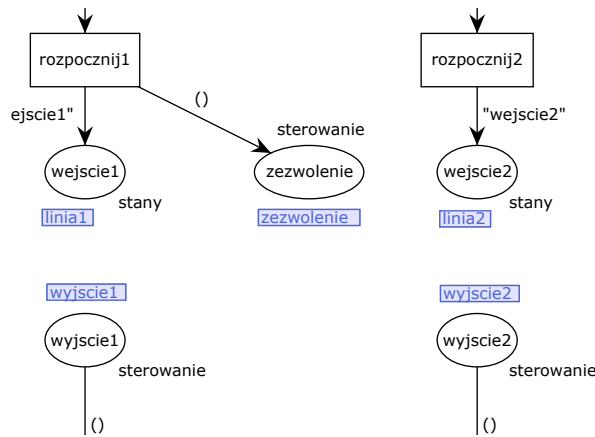 rozpocznij1
rozpocznij2
()
ejscie1"
"wejscie2"
sterowanie
wejscie1
zezwolenie
wejscie2
stany
stany
linia1
zezwolenie
linia2
wyjscie1
wyjscie2
wyjscie1
wyjscie2
sterowanie
sterowanie
()
()